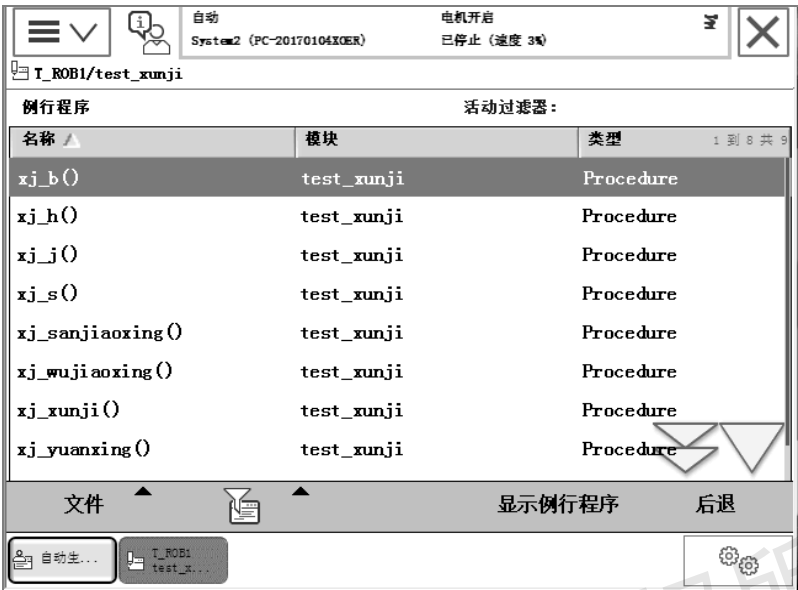 自动 电机开启
System2 (PC-20170104XOER) 已停止 (速度 3%)
T_ROB1/test_xunji
例行程序 活动过滤器:
名称 模块 类型 1 到 8 共 9
xj_b() test_xunji Procedure
xj_h() test_xunji Procedure
xj_j() test_xunji Procedure
xj_s() test_xunji Procedure
xj_sanjiaoxing() test_xunji Procedure
xj_wujiaoxing() test_xunji Procedure
xj_xunji() test_xunji Procedure
xj_yuanxing() test_xunji Procedure
文件 显示例行程序 后退
自动生... T_ROB1
test_x...